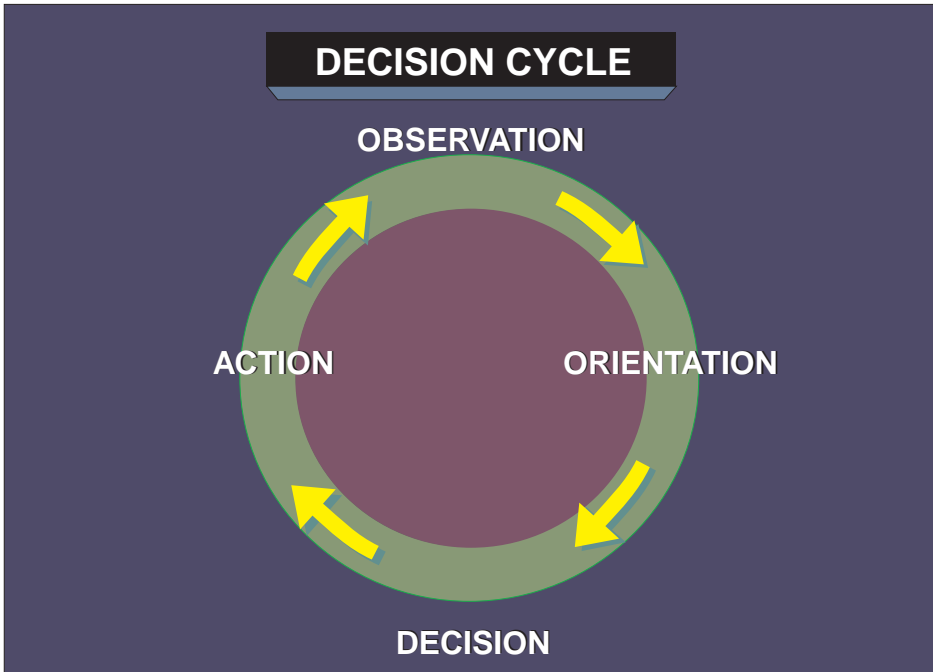 DECISION CYCLE
OBSERVATION
ACTION
ORIENTATION
DECISION